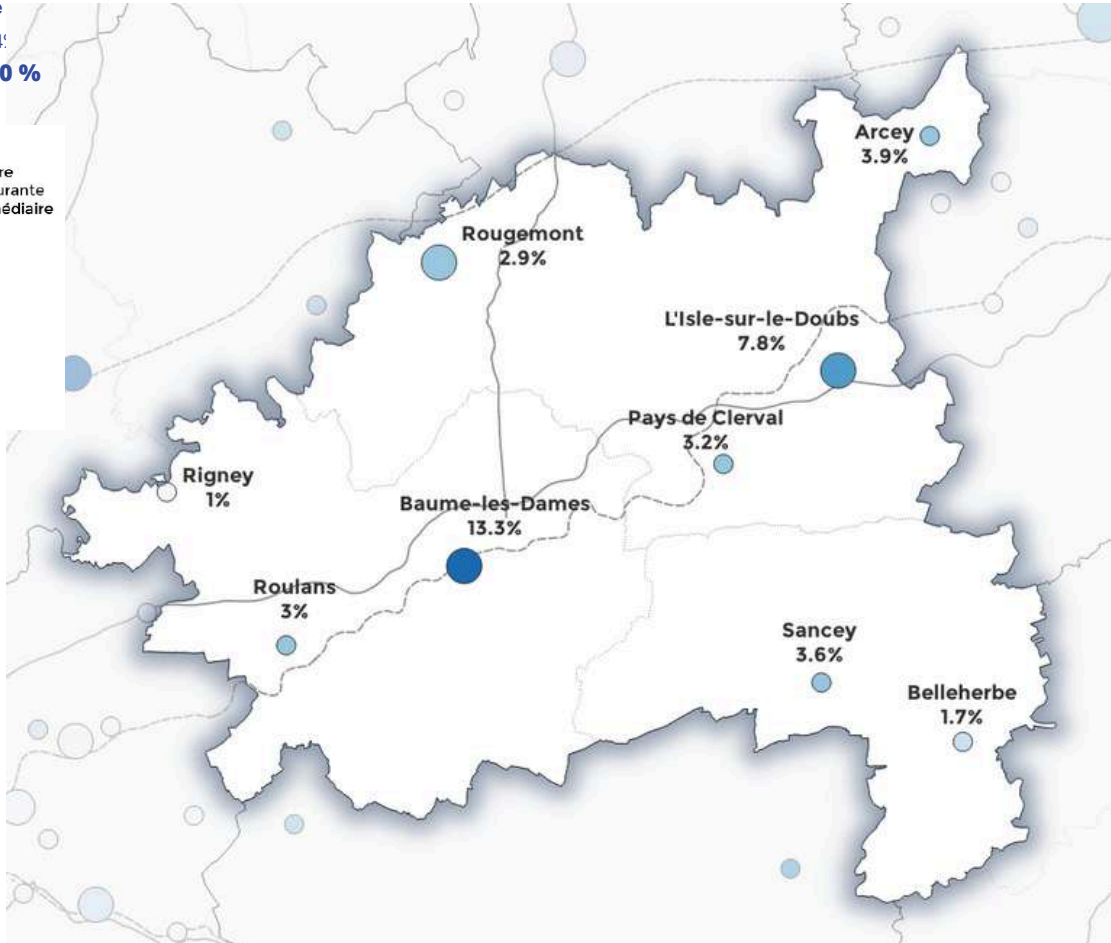 0 %
Arcey
3.9%
Rougemont
2.9%
L'Isle-sur-le-Doubs
7.8%
Pays de Clerval
3.2%
Rigney
1%
Baume-les-Dames
13.3%
Roulans
3%
Sancey
3.6%
Belleherbe
1.7%